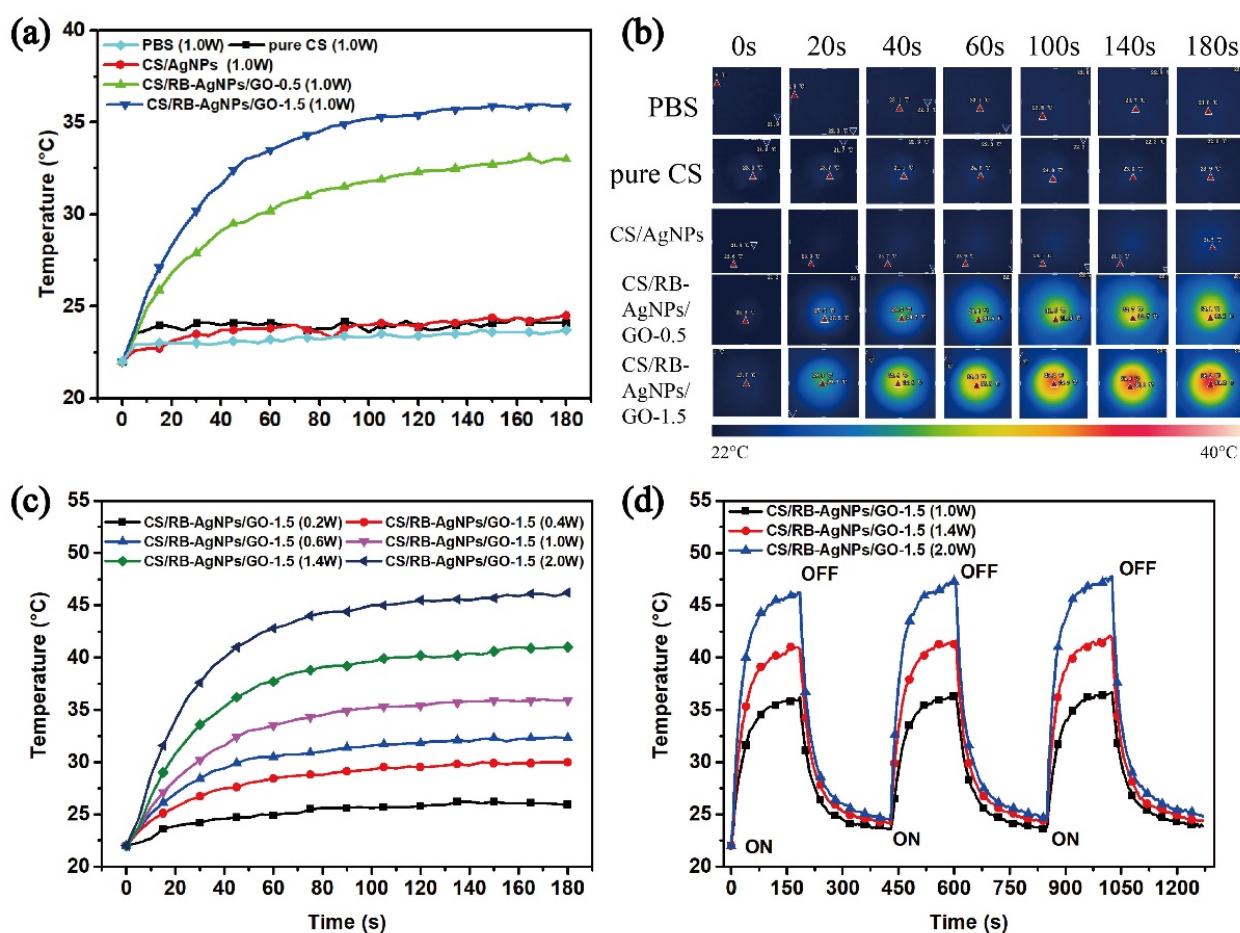 (a)
PBS (1.0W) pure CS (1.0W)
CS/AgNPs (1.0W)
CS/RB-AgNPs/GO-0.5 (1.0W)
CS/RB-AgNPs/GO-1.5 (1.0W)
Temperature (°C)
40
35
30
25
20
0 20 40 60 80 100 120 140 160 180
Time (s)
(b)
0s 20s 40s 60s 100s 140s 180s
PBS
pure CS
CS/AgNPs
CS/RB-
AgNPs/
GO-0.5
CS/RB-
AgNPs/
GO-1.5
22°C 40°C
(c)
CS/RB-AgNPs/GO-1.5 (0.2W) CS/RB-AgNPs/GO-1.5 (0.4W)
CS/RB-AgNPs/GO-1.5 (0.6W) CS/RB-AgNPs/GO-1.5 (1.0W)
CS/RB-AgNPs/GO-1.5 (1.4W) CS/RB-AgNPs/GO-1.5 (2.0W)
Temperature (°C)
55
50
45
40
35
30
25
20
0 20 40 60 80 100 120 140 160 180
Time (s)
(d)
CS/RB-AgNPs/GO-1.5 (1.0W)
CS/RB-AgNPs/GO-1.5 (1.4W)
CS/RB-AgNPs/GO-1.5 (2.0W)
OFF OFF OFF
ON ON ON
Temperature (°C)
55
50
45
40
35
30
25
20
0 150 300 450 600 750 900 1050 1200
Time (s)